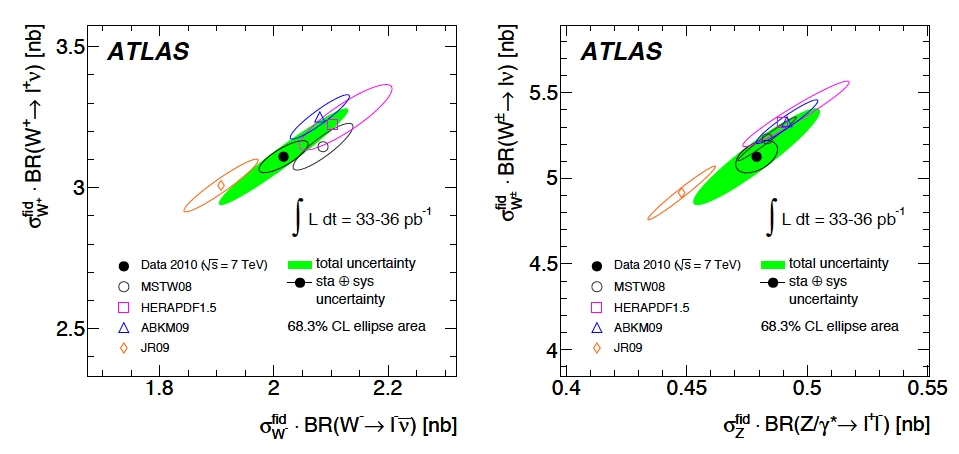 ATLAS
σ^fid_W± · BR(W⁺→ l⁺ν) [nb]
3.5
3
2.5
∫ L dt = 33-36 pb⁻¹
Data 2010 (√s = 7 TeV)
MSTW08
HERAPDF1.5
ABKM09
JR09
total uncertainty
sta ⊕ sys
uncertainty
68.3% CL ellipse area
1.8 2 2.2
σ^fid_W⁻ · BR(W⁻→ l⁻ν̅) [nb]
ATLAS
σ^fid_W± · BR(W±→ lν) [nb]
5.5
5
4.5
4
∫ L dt = 33-36 pb⁻¹
Data 2010 (√s = 7 TeV)
MSTW08
HERAPDF1.5
ABKM09
JR09
total uncertainty
sta ⊕ sys
uncertainty
68.3% CL ellipse area
0.4 0.45 0.5 0.55
σ^fid_Z · BR(Z/γ*→ l⁺l⁻) [nb]